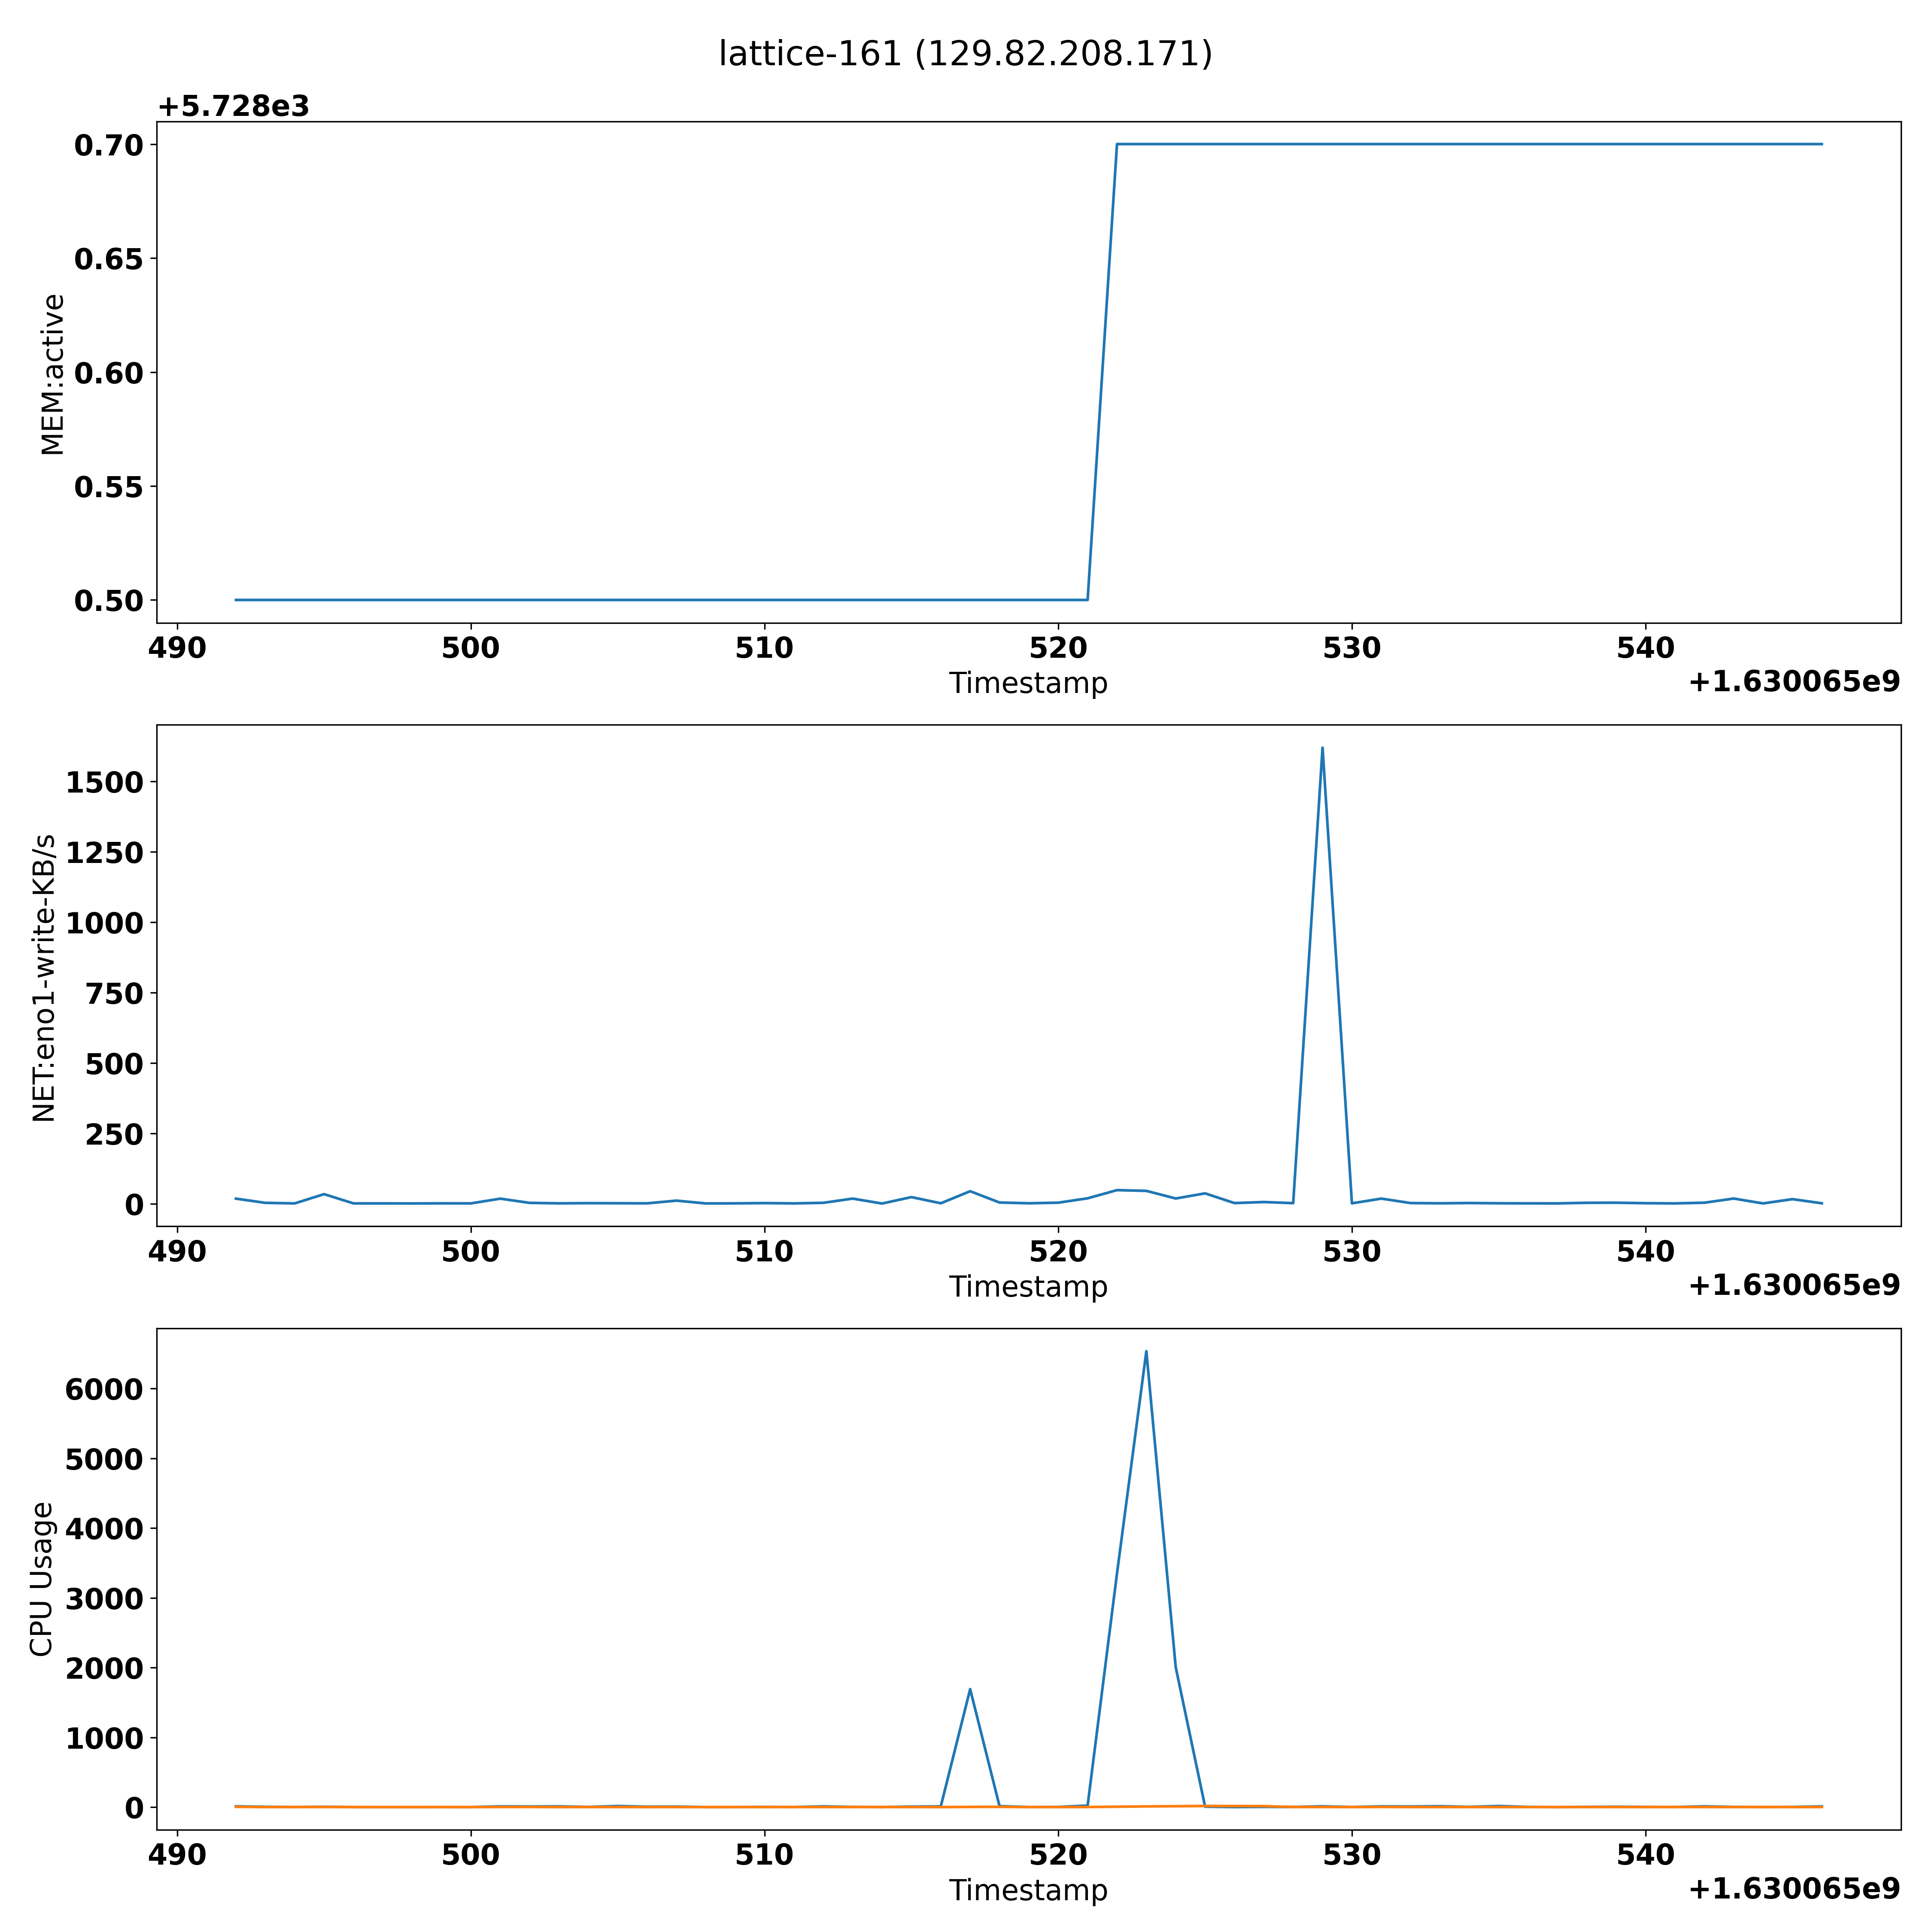 lattice-161 (129.82.208.171)
+5.728e3
0.70
0.65
0.60
0.55
0.50
MEM:active
490 500 510 520 530 540
Timestamp
+1.630065e9
1500
1250
1000
750
500
250
0
NET:eno1-write-KB/s
490 500 510 520 530 540
Timestamp
+1.630065e9
6000
5000
4000
3000
2000
1000
0
CPU Usage
490 500 510 520 530 540
Timestamp
+1.630065e9